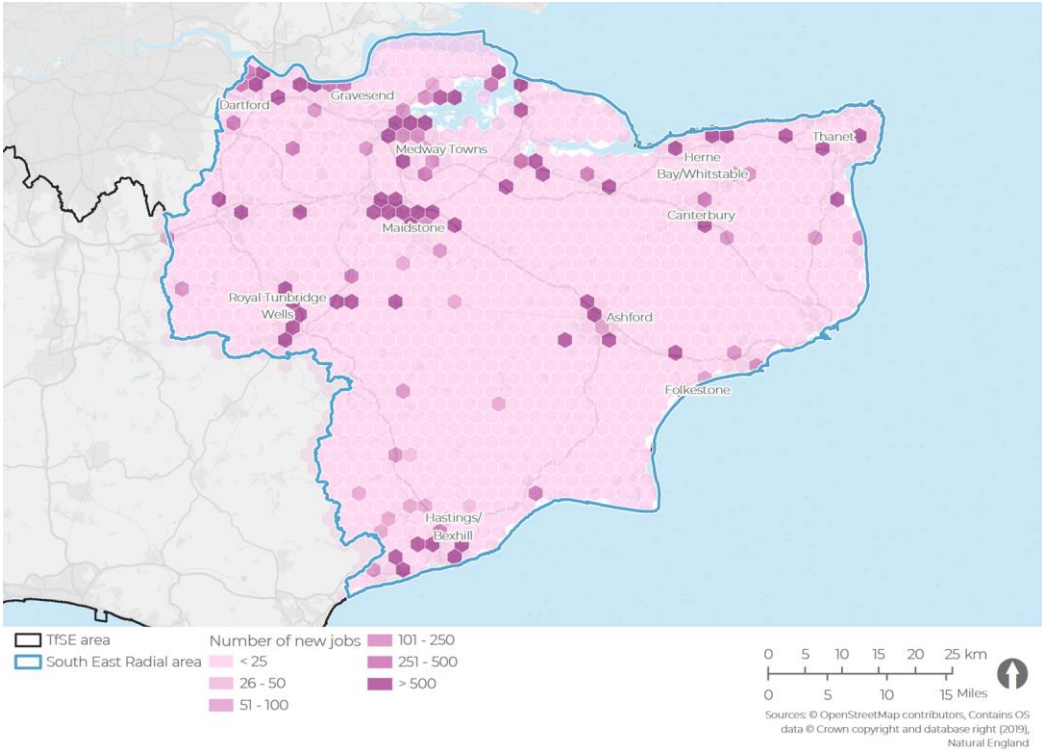 Dartford
Gravesend
Medway Towns
Thanet
Herne
Bay/Whitstable
Canterbury
Maidstone
Royal Tunbridge
Wells
Ashford
Folkestone
Hastings/
Bexhill
TfSE area
South East Radial area
Number of new jobs
< 25
26 - 50
51 - 100
101 - 250
251 - 500
> 500
0 5 10 15 20 25 km
0 5 10 15 Miles
Sources: © OpenStreetMap contributors, Contains OS
data © Crown copyright and database right (2019),
Natural England